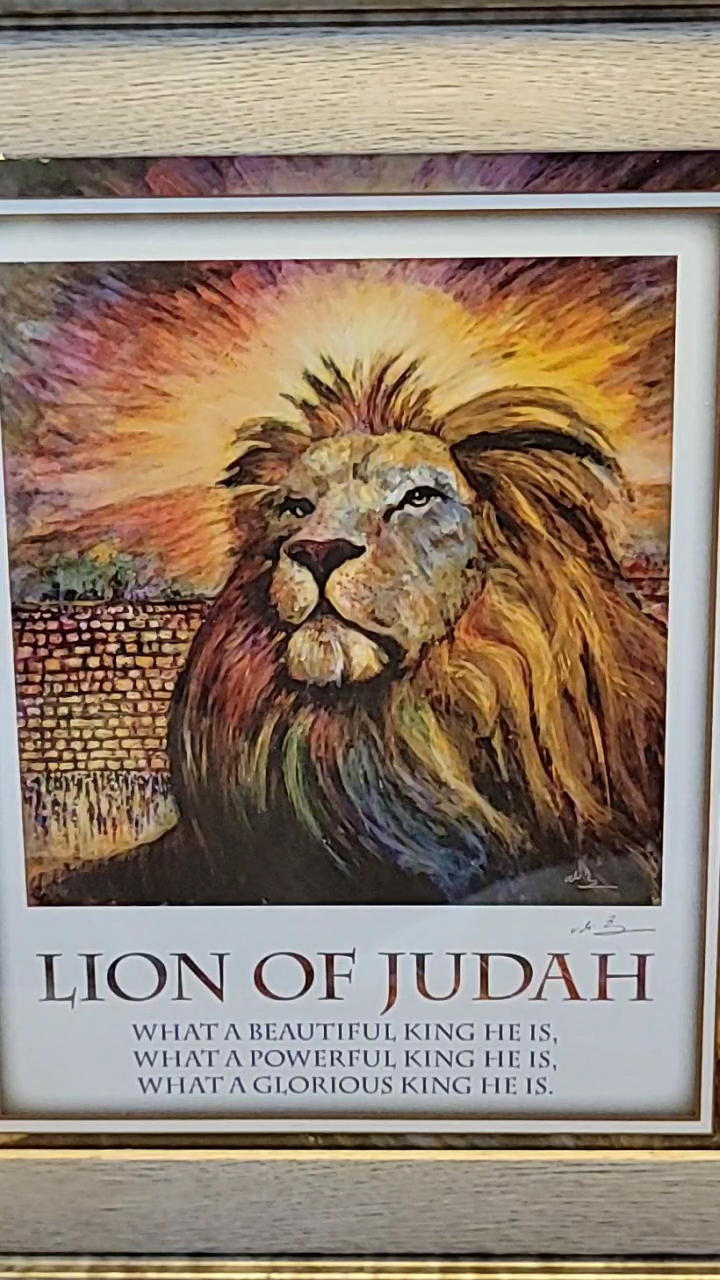 LION OF JUDAH
WHAT A BEAUTIFUL KING HE IS,
WHAT A POWERFUL KING HE IS,
WHAT A GLORIOUS KING HE IS.